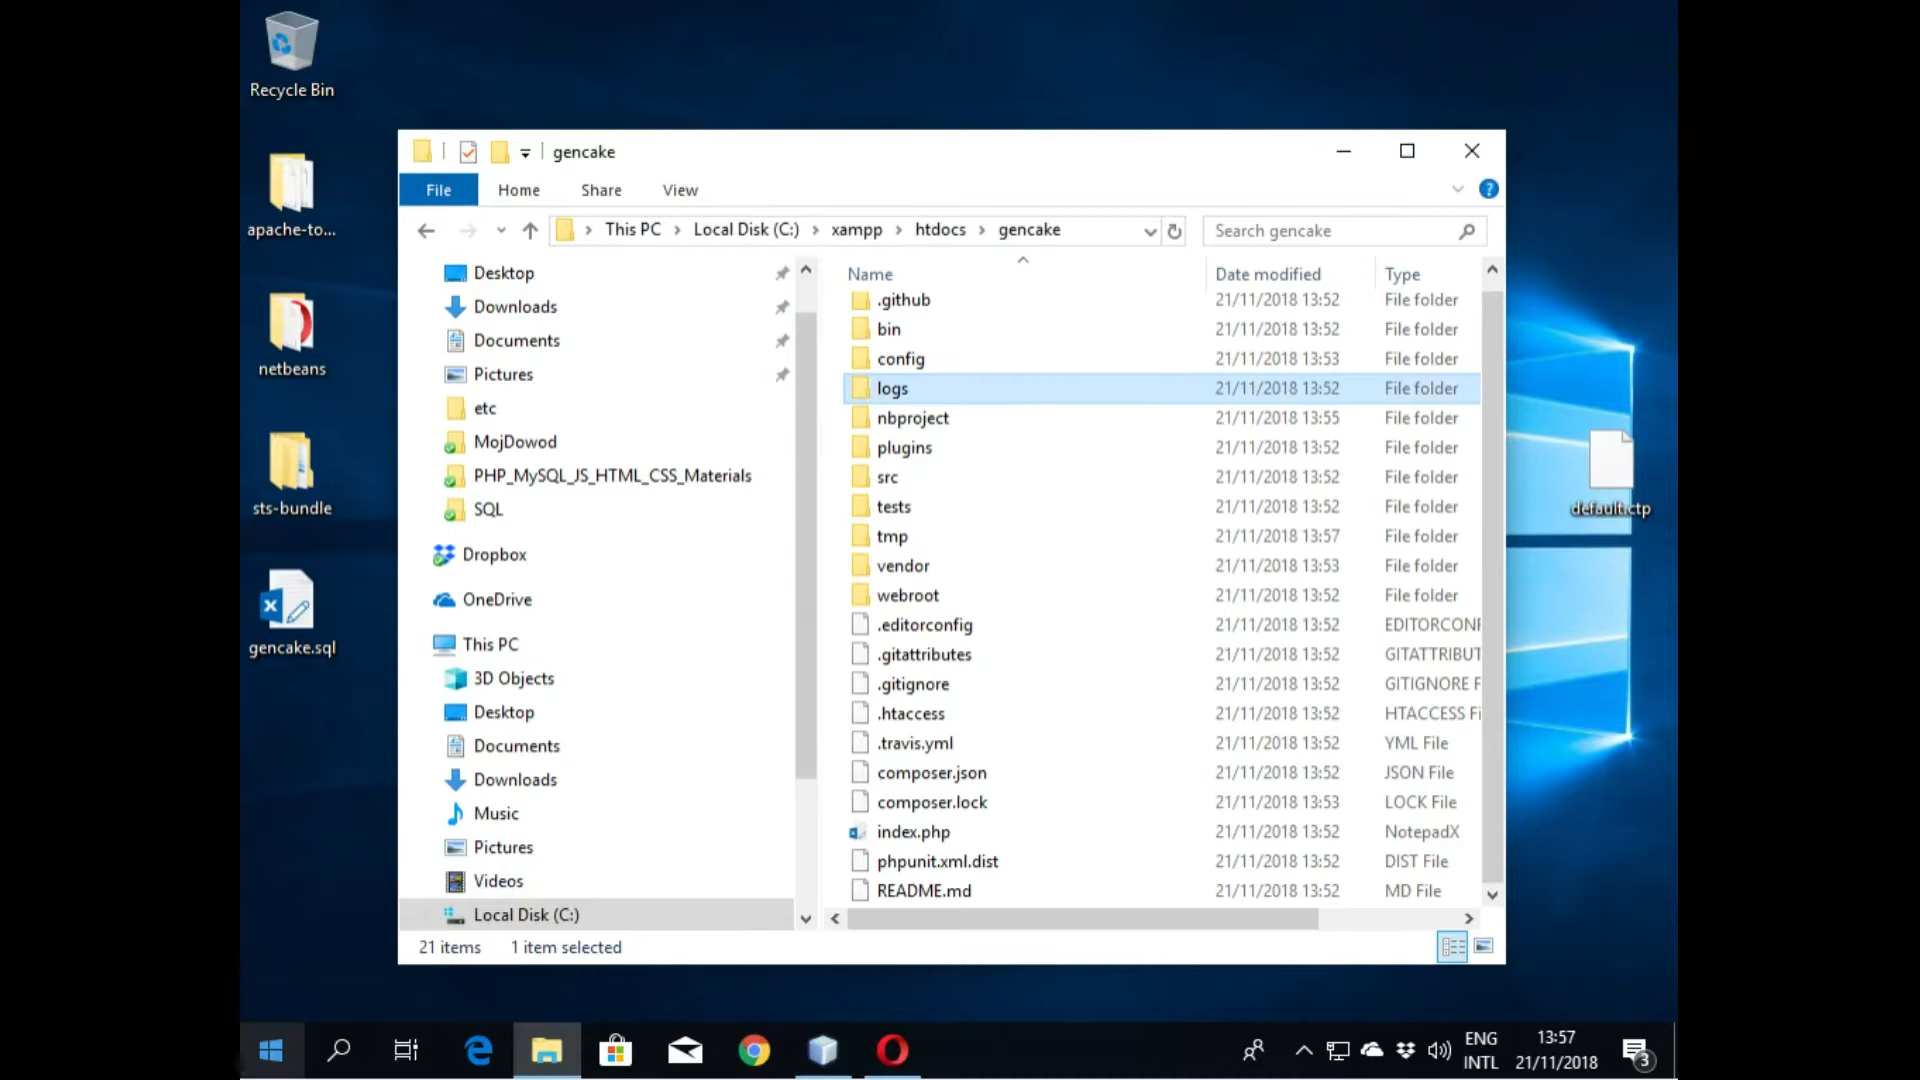 Recycle Bin
apache-to...
netbeans
sts-bundle
gencake.sql
default.ctp
gencake
File Home Share View
This PC Local Disk (C:) xampp htdocs gencake
Search gencake
Desktop
Downloads
Documents
Pictures
etc
MojDowod
PHP_MySQL_JS_HTML_CSS_Materials
SQL
Dropbox
OneDrive
This PC
3D Objects
Desktop
Documents
Downloads
Music
Pictures
Videos
Local Disk (C:)
Name Date modified Type
.github 21/11/2018 13:52 File folder
bin 21/11/2018 13:52 File folder
config 21/11/2018 13:53 File folder
logs 21/11/2018 13:52 File folder
nbproject 21/11/2018 13:55 File folder
plugins 21/11/2018 13:52 File folder
src 21/11/2018 13:52 File folder
tests 21/11/2018 13:52 File folder
tmp 21/11/2018 13:57 File folder
vendor 21/11/2018 13:53 File folder
webroot 21/11/2018 13:52 File folder
.editorconfig 21/11/2018 13:52 EDITORCONF
.gitattributes 21/11/2018 13:52 GITATTRIBUT
.gitignore 21/11/2018 13:52 GITIGNORE F
.htaccess 21/11/2018 13:52 HTACCESS Fi
.travis.yml 21/11/2018 13:52 YML File
composer.json 21/11/2018 13:52 JSON File
composer.lock 21/11/2018 13:53 LOCK File
index.php 21/11/2018 13:52 NotepadX
phpunit.xml.dist 21/11/2018 13:52 DIST File
README.md 21/11/2018 13:52 MD File
21 items 1 item selected
ENG
INTL
13:57
21/11/2018
3